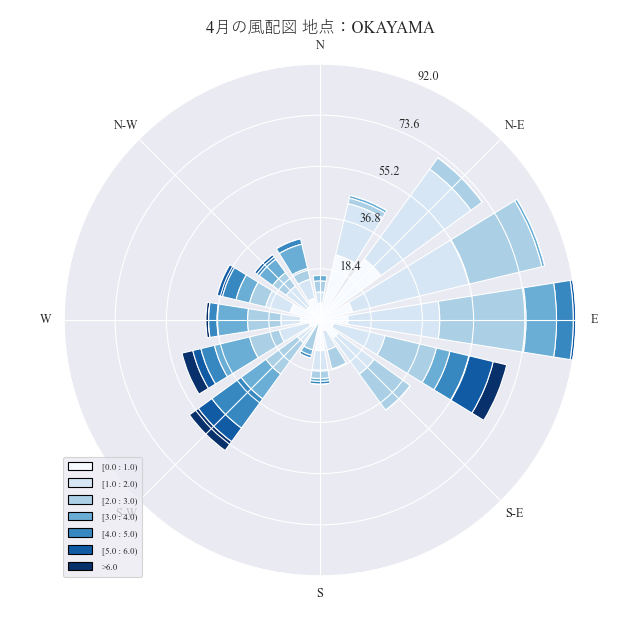 4月の風配図 地点：OKAYAMA
N
92.0
N-W
73.6
N-E
55.2
36.8
18.4
W
E
[0.0 : 1.0)
[1.0 : 2.0)
[2.0 : 3.0)
[3.0 : 4.0)
[4.0 : 5.0)
[5.0 : 6.0)
>6.0
S-W
S-E
S